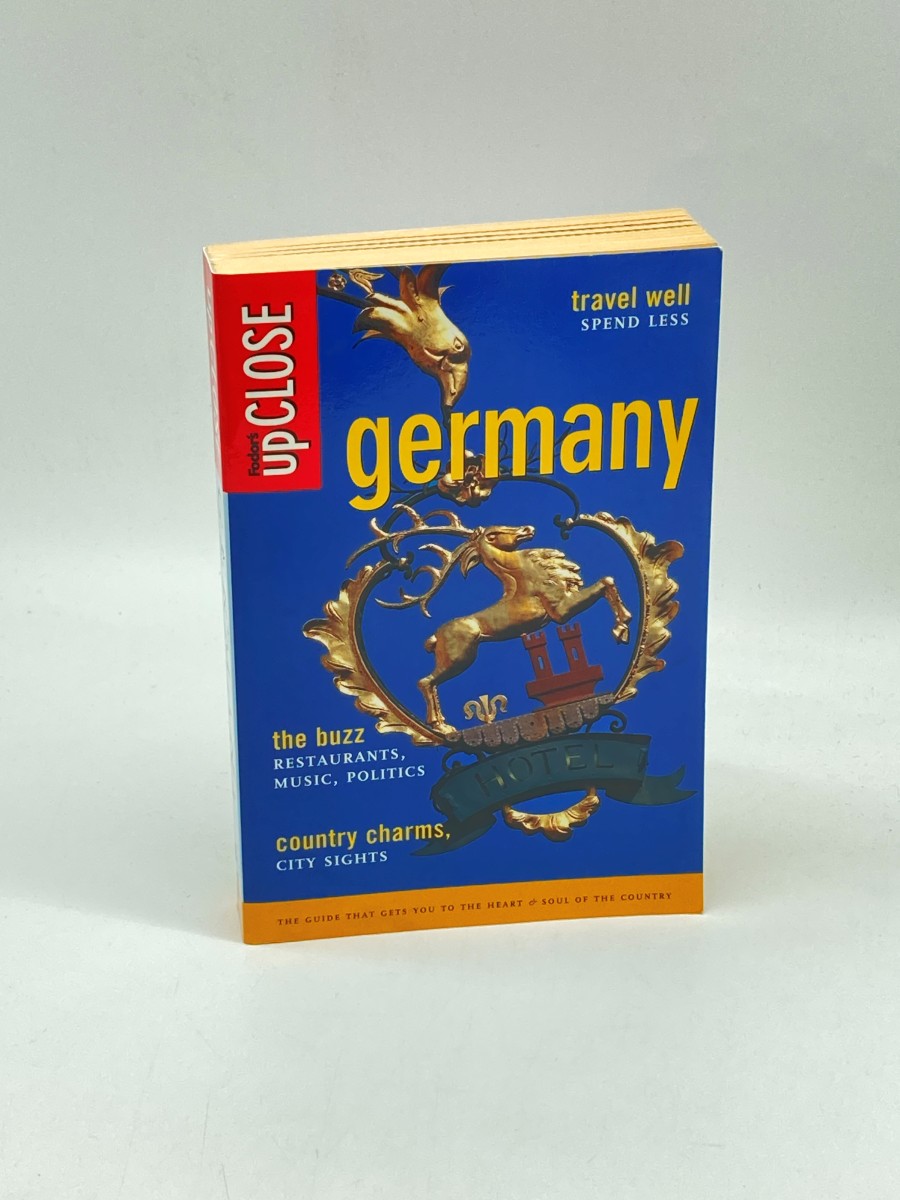 Fodor's
upCLOSE
travel well
SPEND LESS
germany
the buzz
RESTAURANTS,
MUSIC, POLITICS
HOTEL
country charms,
CITY SIGHTS
THE GUIDE THAT GETS YOU TO THE HEART & SOUL OF THE COUNTRY